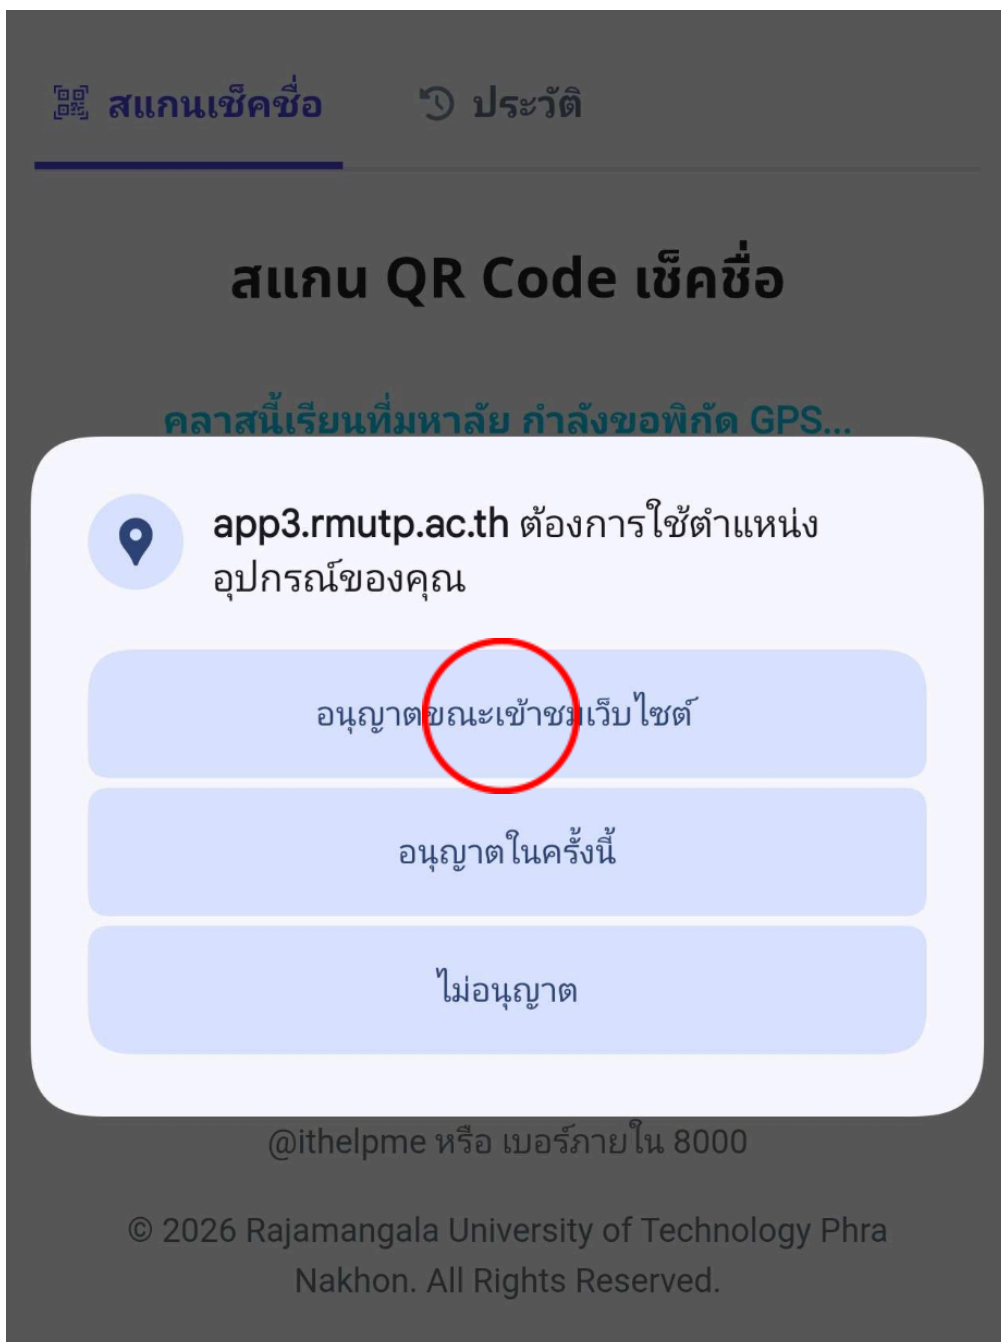 สแกนเช็คชื่อ
ประวัติ
สแกน QR Code เช็คชื่อ
คลาสนี้เรียนที่มหาลัย กำลังขอพิกัด GPS...
app3.rmutp.ac.th ต้องการใช้ตำแหน่ง
อุปกรณ์ของคุณ
อนุญาตขณะเข้าชมเว็บไซต์
อนุญาตในครั้งนี้
ไม่อนุญาต
@ithelpme หรือ เบอร์ภายใน 8000
© 2026 Rajamangala University of Technology Phra
Nakhon. All Rights Reserved.